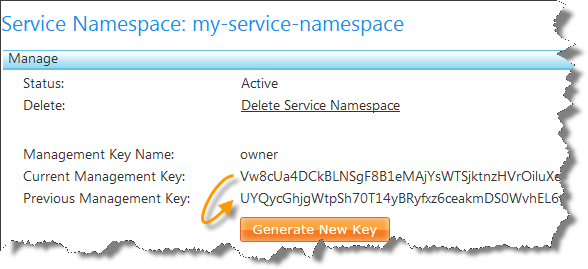 Service Namespace: my-service-namespace
Manage
Status: Active
Delete: Delete Service Namespace
Management Key Name: owner
Current Management Key: Vw8cUa4DCkBLNSgF8B1eMAjYsWTSjktnzHVrOiluXe
Previous Management Key: UYQycGhjgWtpSh70T14yBRyfxz6ceakmDS0WvhEL6
Generate New Key